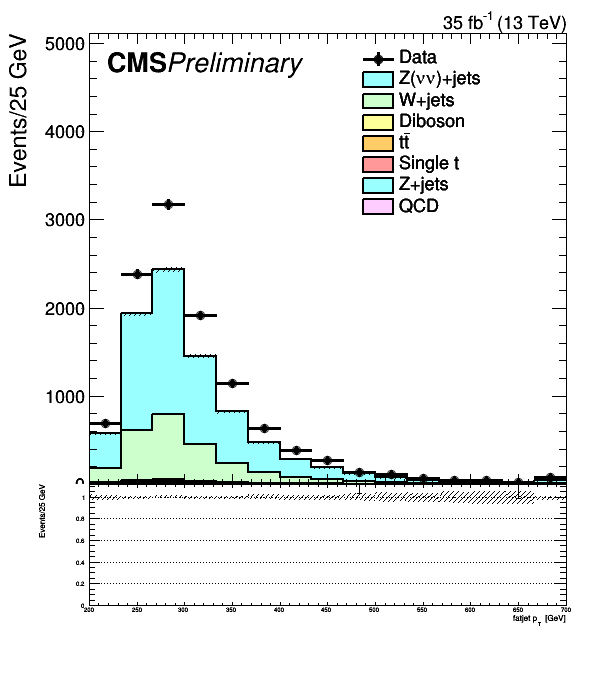 35 fb-1 (13 TeV)
CMSPreliminary
Events/25 GeV
5000
4000
3000
2000
1000
0
Data
Z(νν)+jets
W+jets
Diboson
tt̄
Single t
Z+jets
QCD
Events/25 GeV
1
0.8
0.6
0.4
0.2
0
200 250 300 350 400 450 500 550 600 650 700
fatjet pT [GeV]